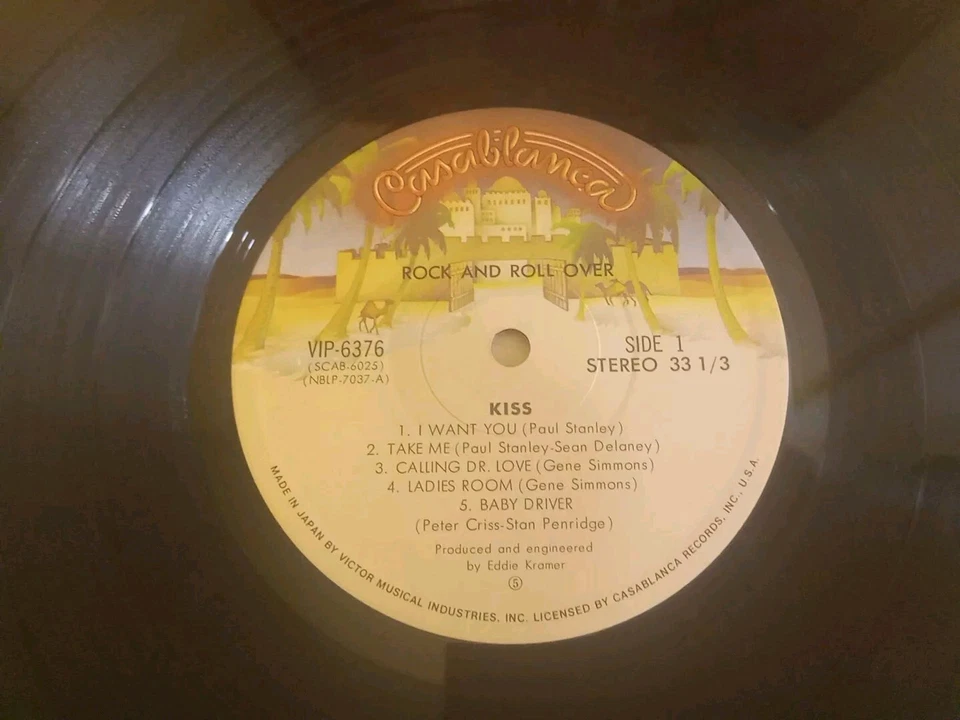 Casablanca
ROCK AND ROLL OVER
VIP-6376
(SCAB-6025)
(NBLP-7037-A)
SIDE 1
STEREO 33 1/3
KISS
1. I WANT YOU (Paul Stanley)
2. TAKE ME (Paul Stanley-Sean Delaney)
3. CALLING DR. LOVE (Gene Simmons)
4. LADIES ROOM (Gene Simmons)
5. BABY DRIVER
(Peter Criss-Stan Penridge)
Produced and engineered
by Eddie Kramer
⑤
MADE IN JAPAN BY VICTOR MUSICAL INDUSTRIES, INC. LICENSED BY CASABLANCA RECORDS, INC., U.S.A.